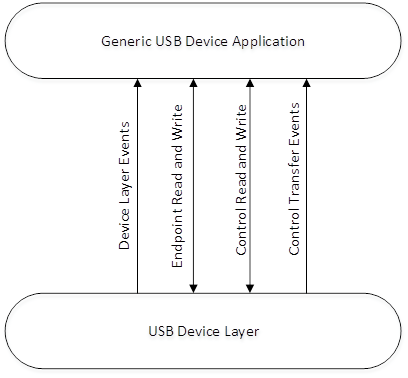 Generic USB Device Application
Device Layer Events
Endpoint Read and Write
Control Read and Write
Control Transfer Events
USB Device Layer